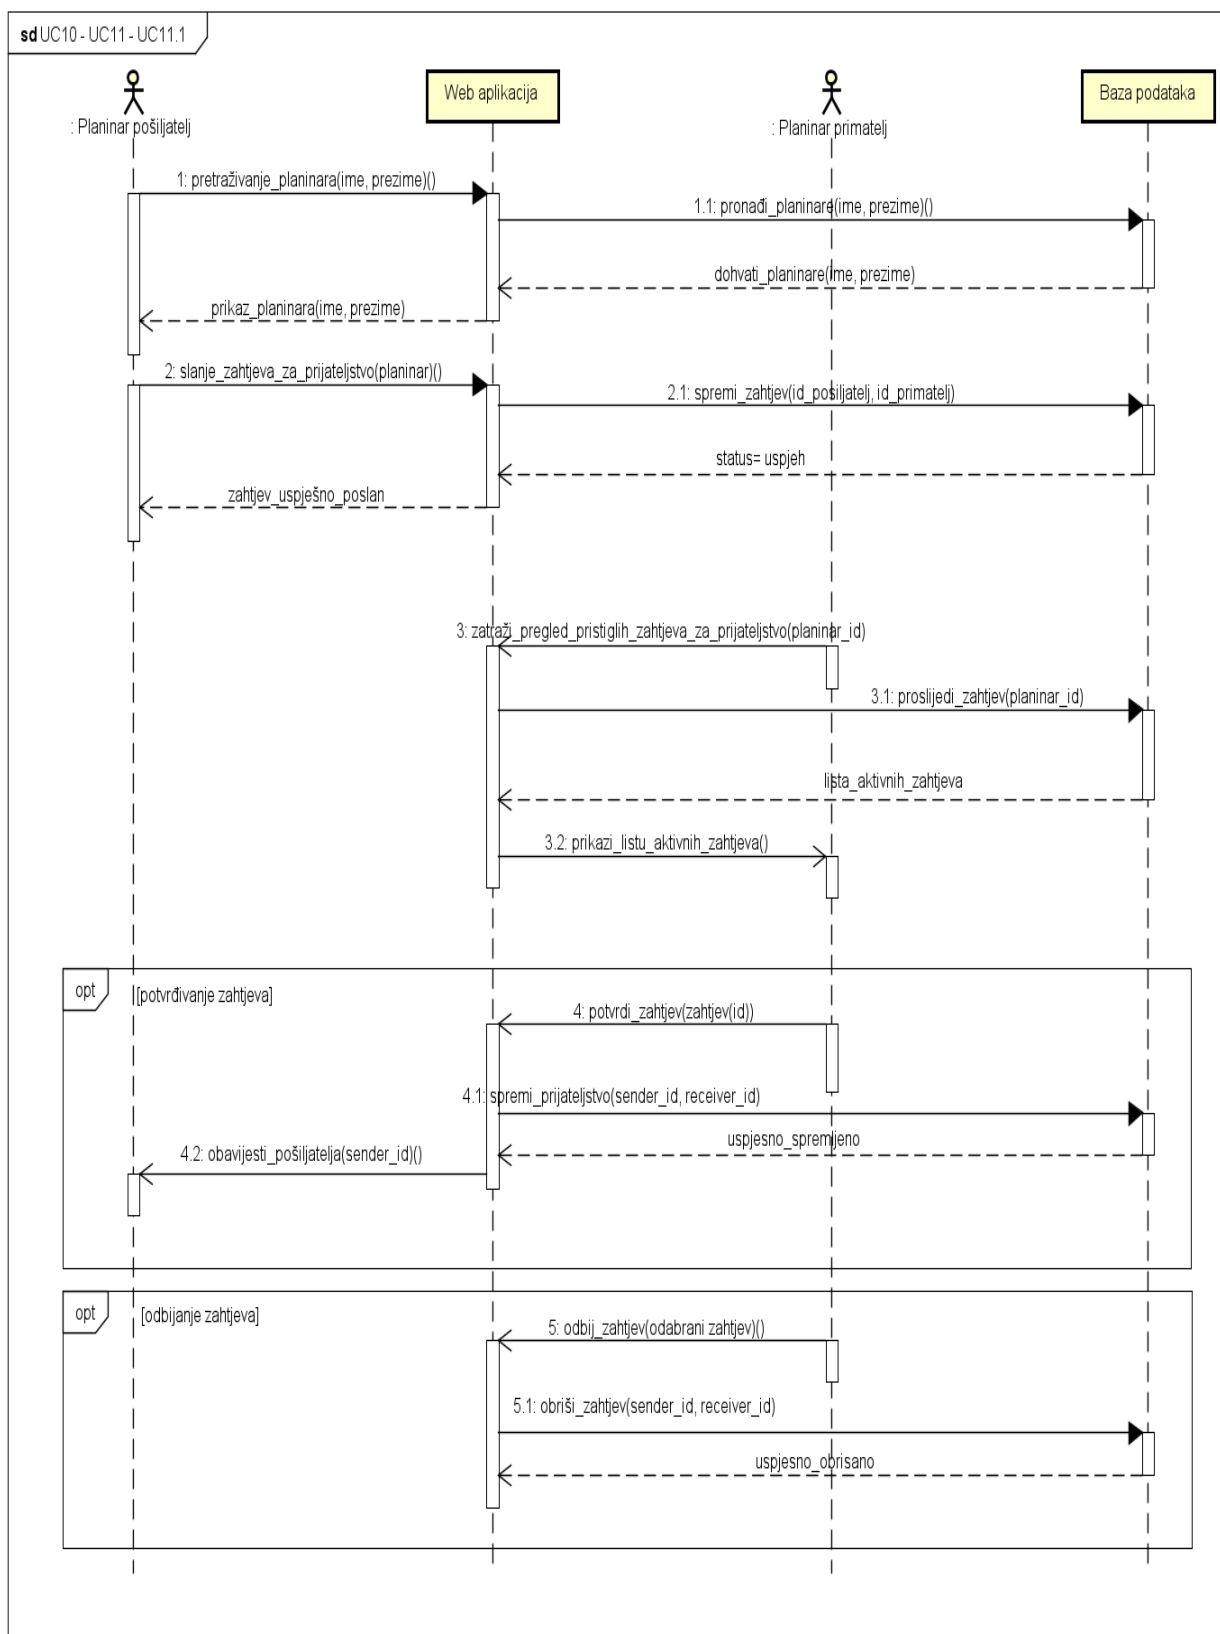 sd UC10 - UC11 - UC11.1
: Planinar pošiljatelj
Web aplikacija
: Planinar primatelj
Baza podataka
1: pretraživanje_planinara(ime, prezime)()
1.1: pronađi_planinare(ime, prezime)()
dohvati_planinare(ime, prezime)
prikaz_planinara(ime, prezime)
2: slanje_zahtjeva_za_prijateljstvo(planinar)()
2.1: spremi_zahtjev(id_posiljatelj, id_primatelj)
status= uspjeh
zahtjev_uspješno_poslan
3: zatraži_pregled_pristiglih_zahtjeva_za_prijateljstvo(planinar_id)
3.1: proslijedi_zahtjev(planinar_id)
lista_aktivnih_zahtjeva
3.2: prikazi_listu_aktivnih_zahtjeva()
opt
[potvrđivanje zahtjeva]
4: potvrdi_zahtjev(zahtjev(id))
4.1: spremi_prijateljstvo(sender_id, receiver_id)
uspjesno_spremljeno
4.2: obavijesti_pošiljatelja(sender_id)()
opt
[odbijanje zahtjeva]
5: odbij_zahtjev(odabrani zahtjev)()
5.1: obriši_zahtjev(sender_id, receiver_id)
uspjesno_obrisano